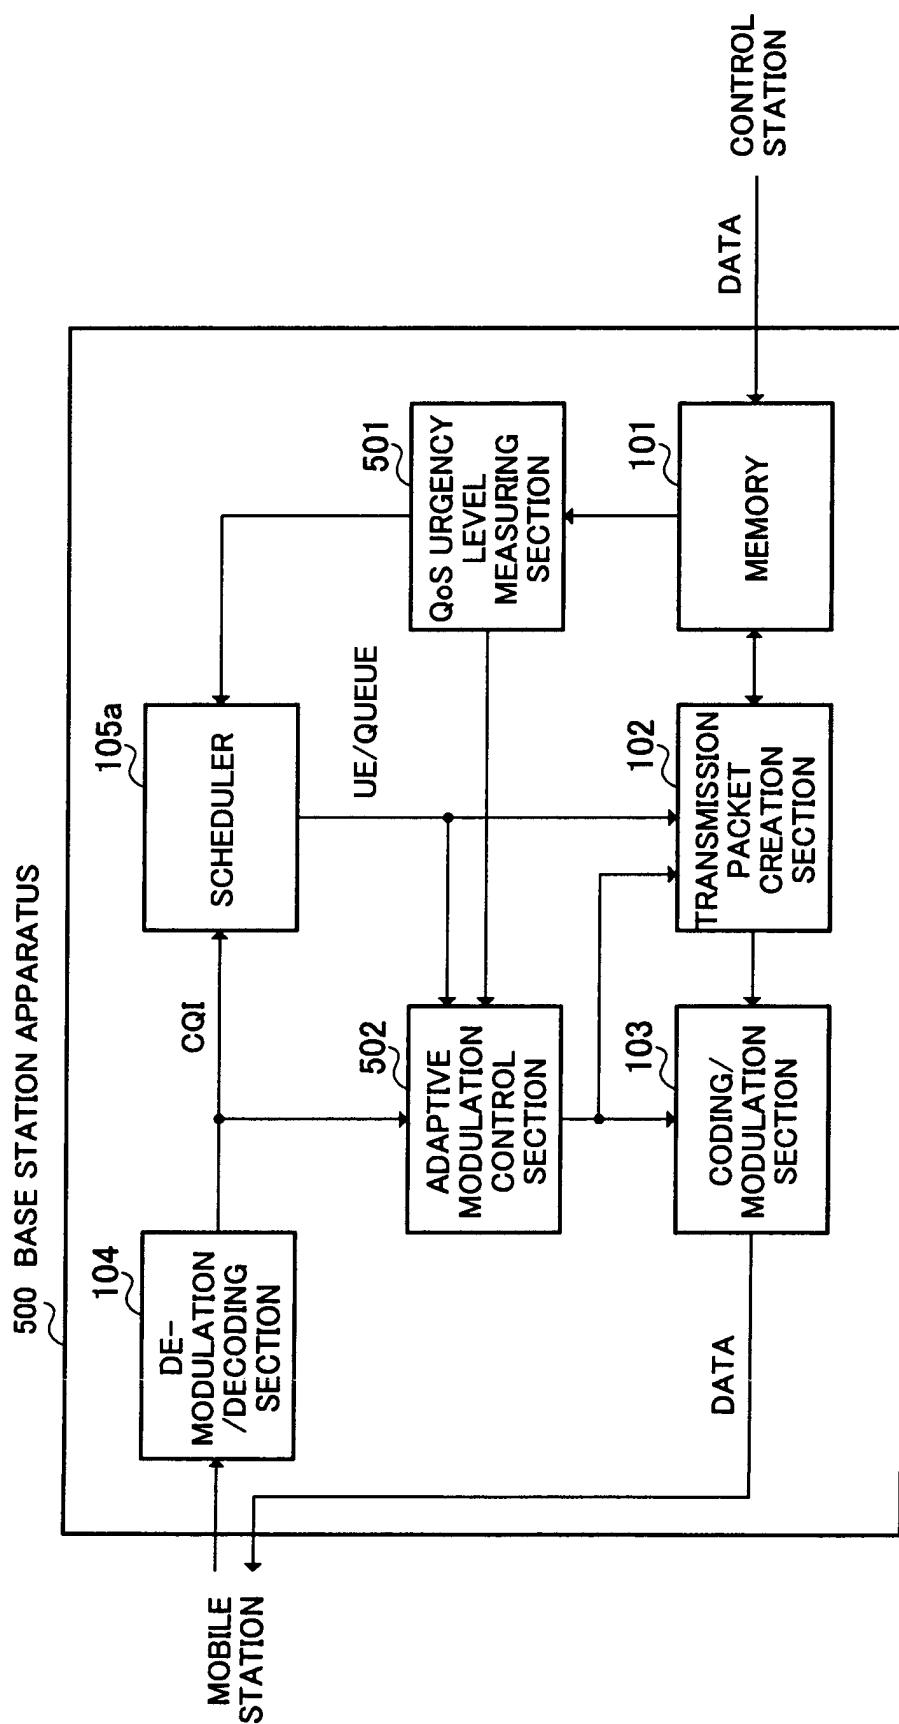 500 BASE STATION APPARATUS
MOBILE
STATION
104
DE-
MODULATION
/DECODING
SECTION
CQI
105a
SCHEDULER
UE/QUEUE
502
ADAPTIVE
MODULATION
CONTROL
SECTION
501
QoS URGENCY
LEVEL
MEASURING
SECTION
103
CODING/
MODULATION
SECTION
102
TRANSMISSION
PACKET
CREATION
SECTION
101
MEMORY
DATA
DATA
CONTROL
STATION